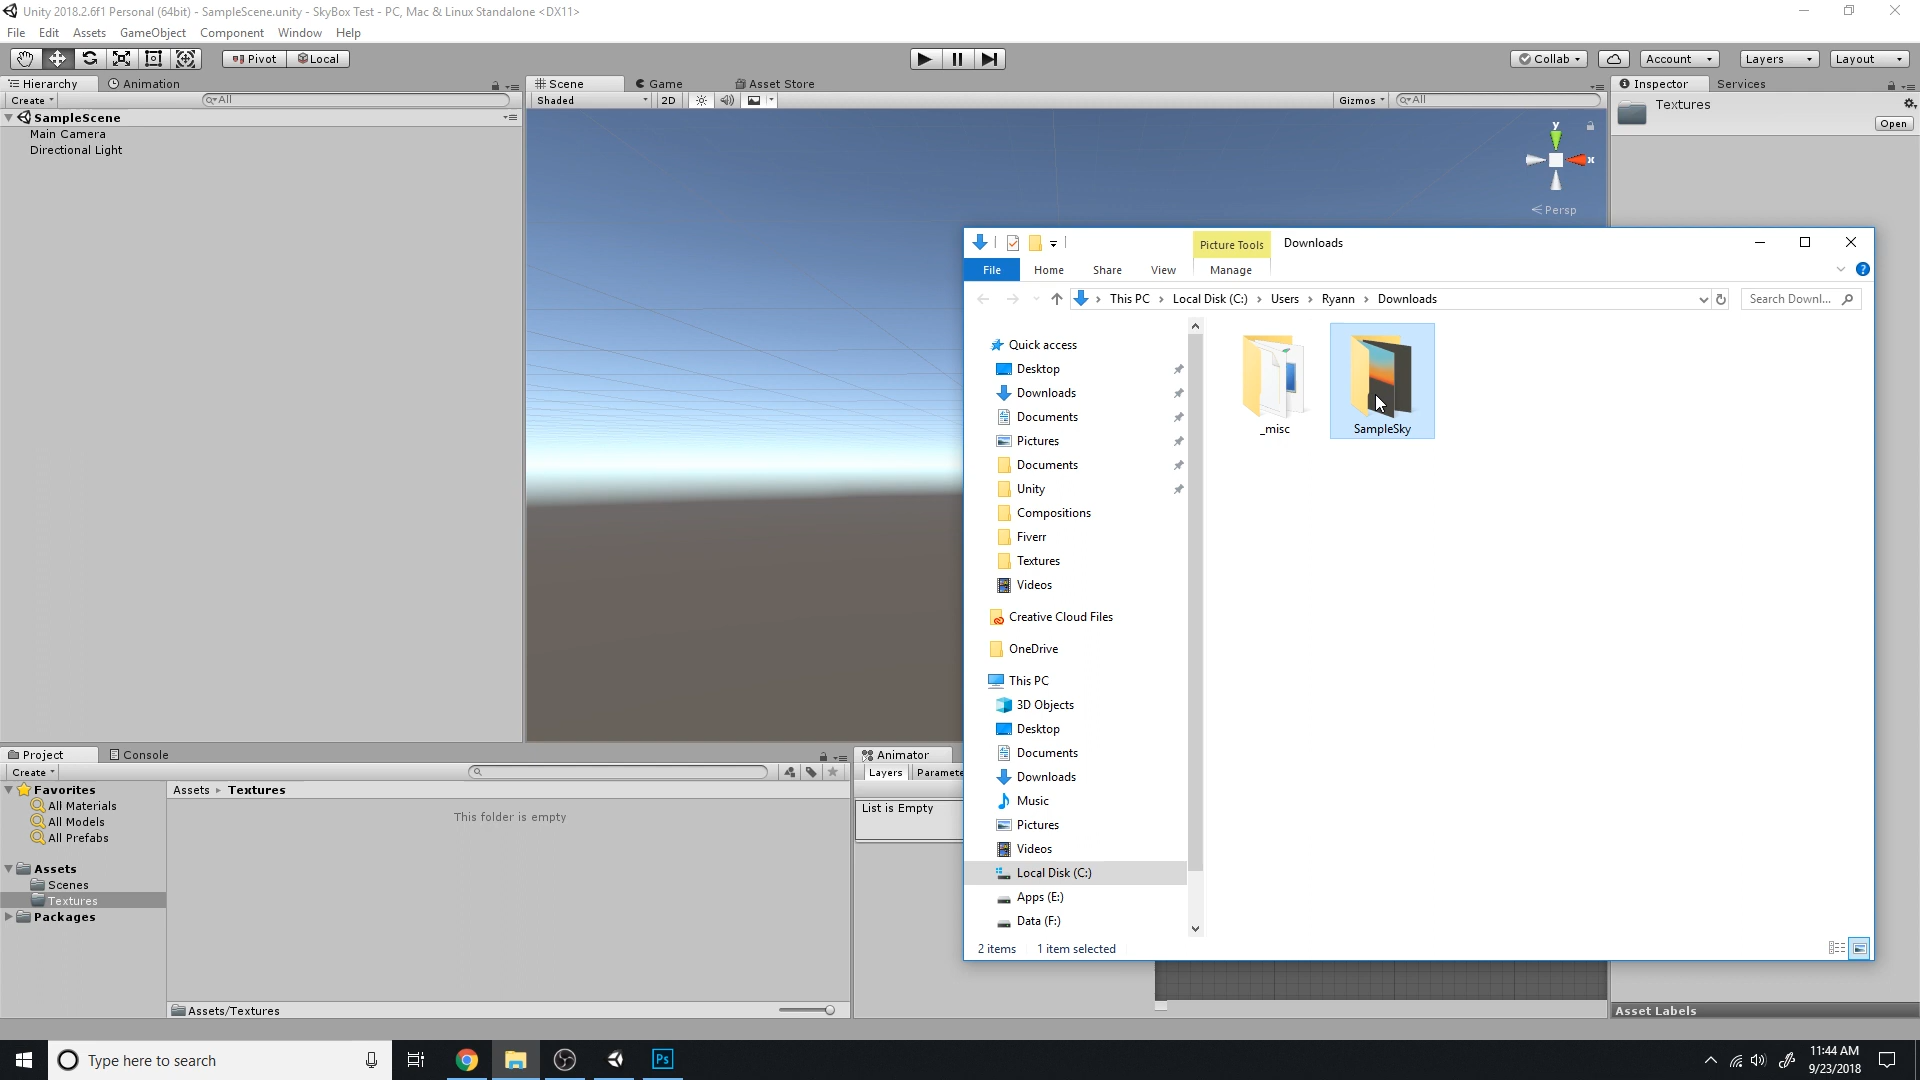 Unity 2018.2.6f1 Personal (64bit) - SampleScene.unity - SkyBox Test - PC, Mac & Linux Standalone <DX11>
File Edit Assets GameObject Component Window Help
Pivot Local Collab Account Layers Layout
Hierarchy Animation
Create All
SampleScene
Main Camera
Directional Light
Scene Game Asset Store
Shaded 2D Gizmos All
y
x
Persp
Inspector Services
Textures
Open
Picture Tools Downloads
File Home Share View Manage
This PC Local Disk (C:) Users Ryann Downloads Search Downl...
Quick access
Desktop
Downloads
Documents
Pictures
Documents
Unity
Compositions
Fiverr
Textures
Videos
Creative Cloud Files
OneDrive
This PC
3D Objects
Desktop
Documents
Downloads
Music
Pictures
Videos
Local Disk (C:)
Apps (E:)
Data (F:)
_misc
SampleSky
2 items 1 item selected
Project Console
Create
Favorites
All Materials
All Models
All Prefabs
Assets
Scenes
Textures
Packages
Assets Textures
This folder is empty
Assets/Textures
Animator
Layers Paramete
List is Empty
Asset Labels
Type here to search
Ps
11:44 AM
9/23/2018